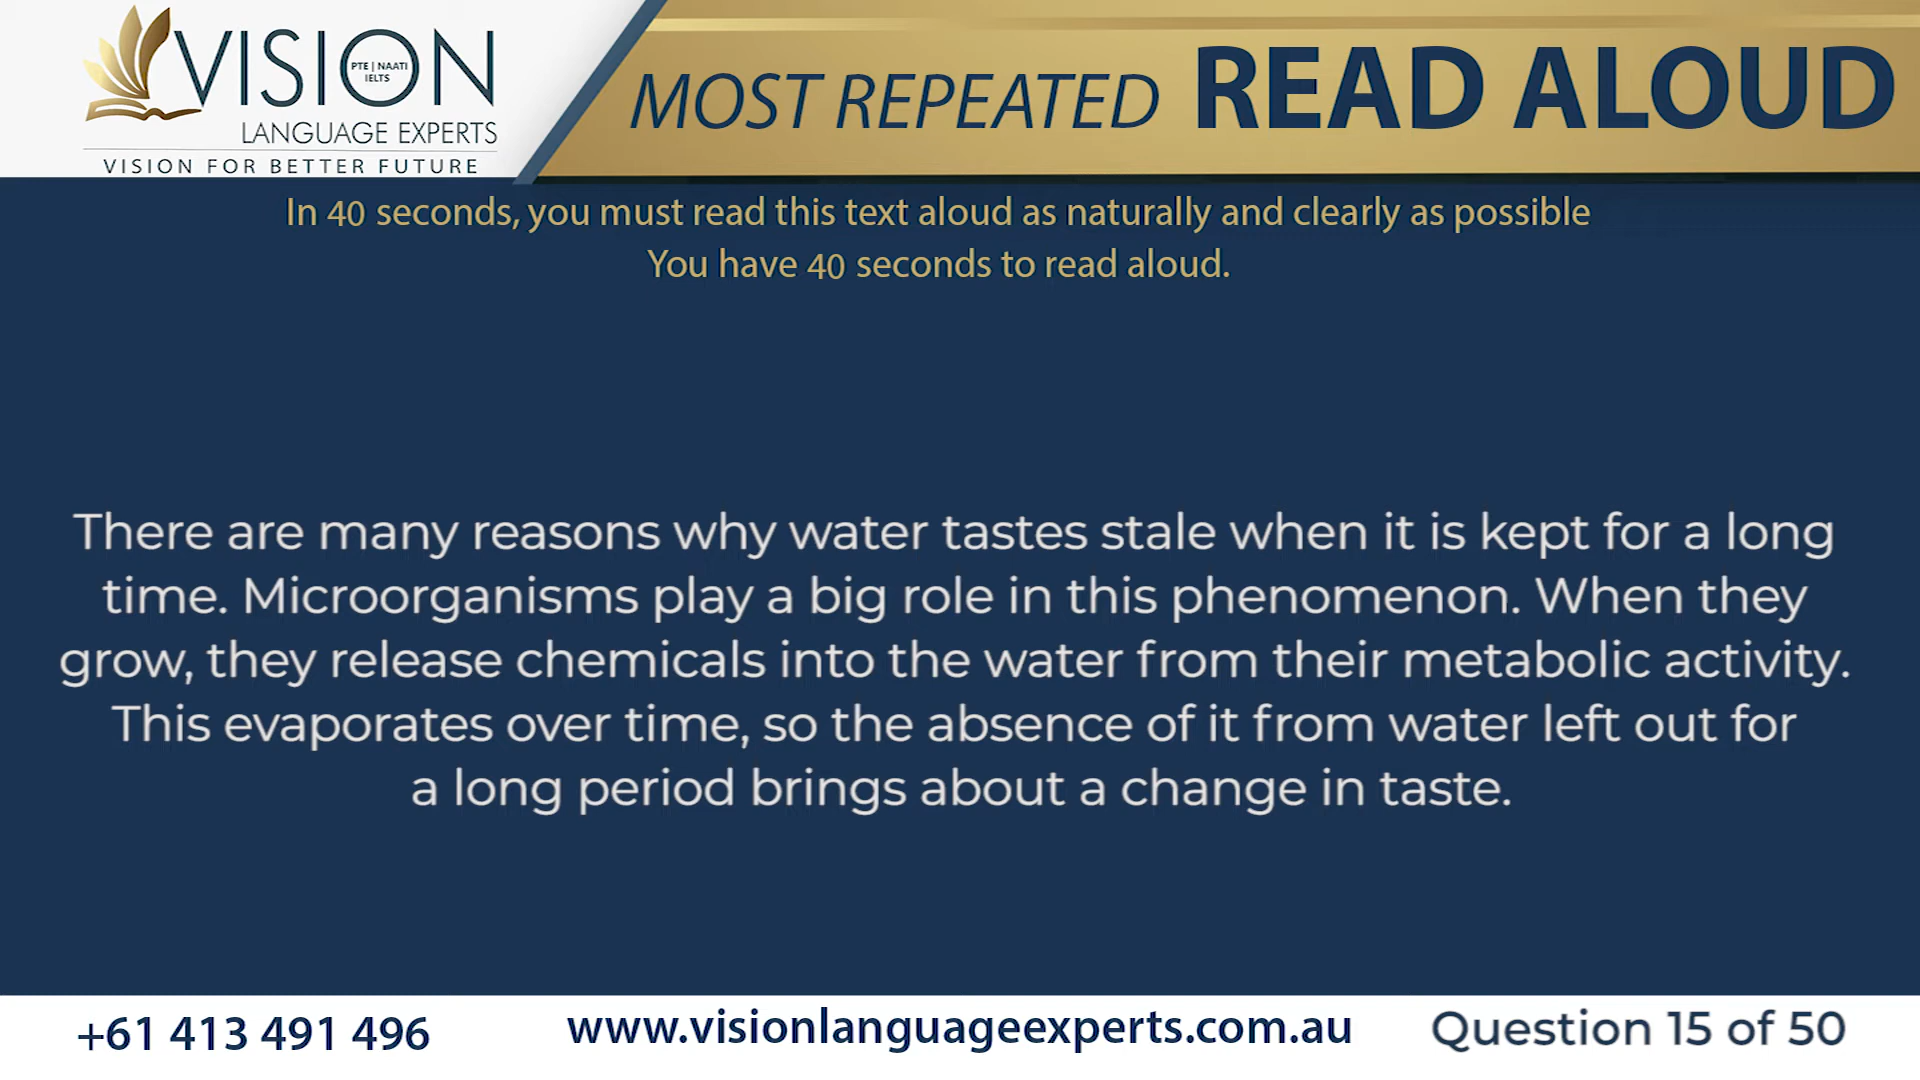 VISION
PTE | NAATI
IELTS
LANGUAGE EXPERTS
VISION FOR BETTER FUTURE
MOST REPEATED READ ALOUD
In 40 seconds, you must read this text aloud as naturally and clearly as possible
You have 40 seconds to read aloud.
There are many reasons why water tastes stale when it is kept for a long
time. Microorganisms play a big role in this phenomenon. When they
grow, they release chemicals into the water from their metabolic activity.
This evaporates over time, so the absence of it from water left out for
a long period brings about a change in taste.
+61 413 491 496
www.visionlanguageexperts.com.au
Question 15 of 50